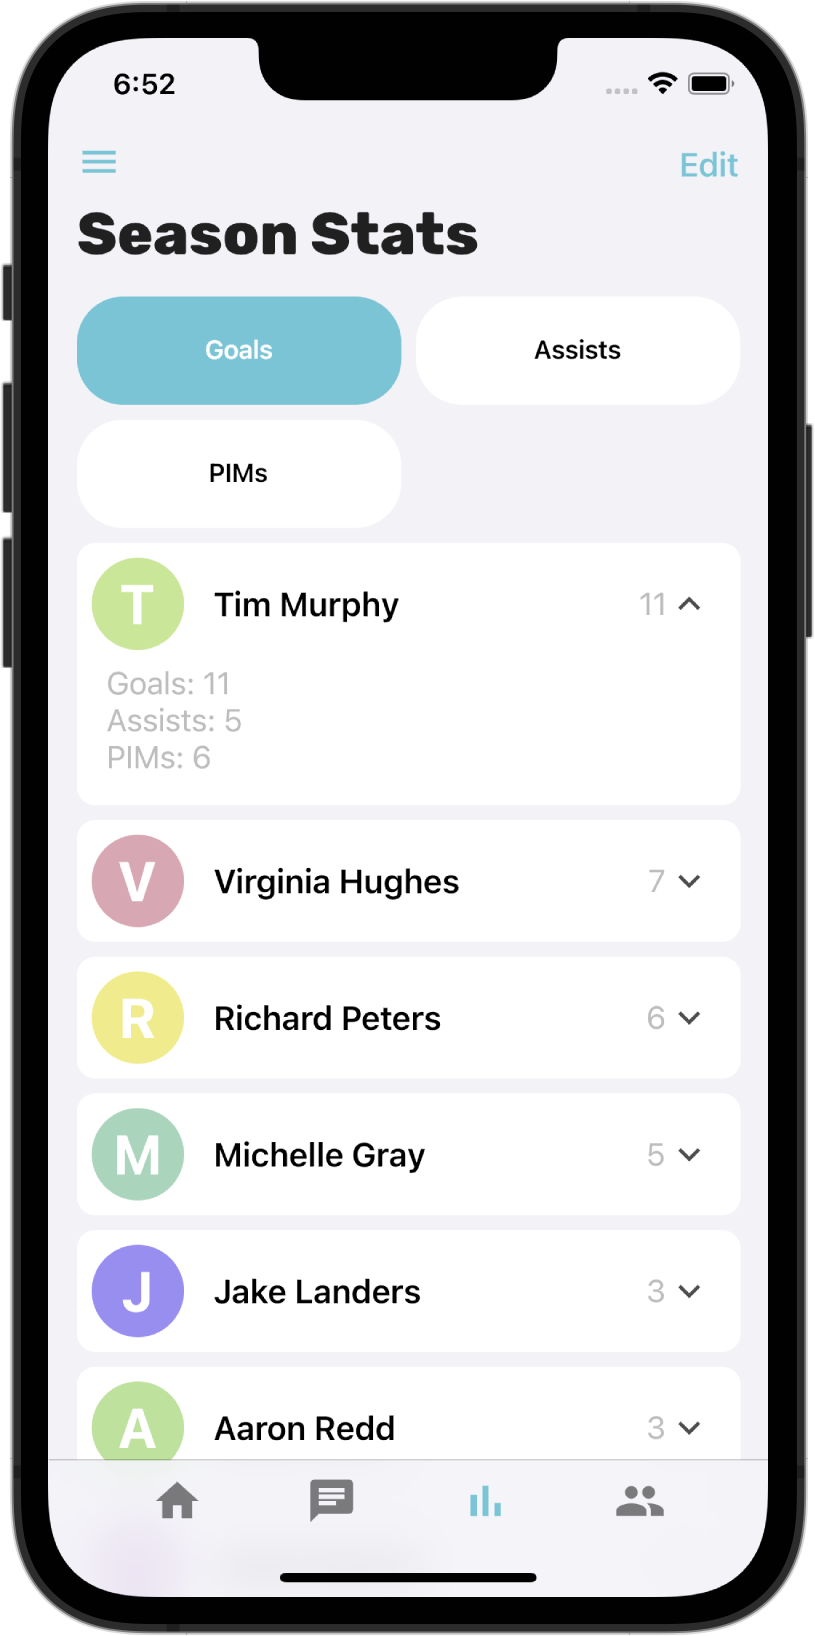 6:52
Edit
Season Stats
Goals
Assists
PIMs
T
Tim Murphy
11
Goals: 11
Assists: 5
PIMs: 6
V
Virginia Hughes
7
R
Richard Peters
6
M
Michelle Gray
5
J
Jake Landers
3
A
Aaron Redd
3